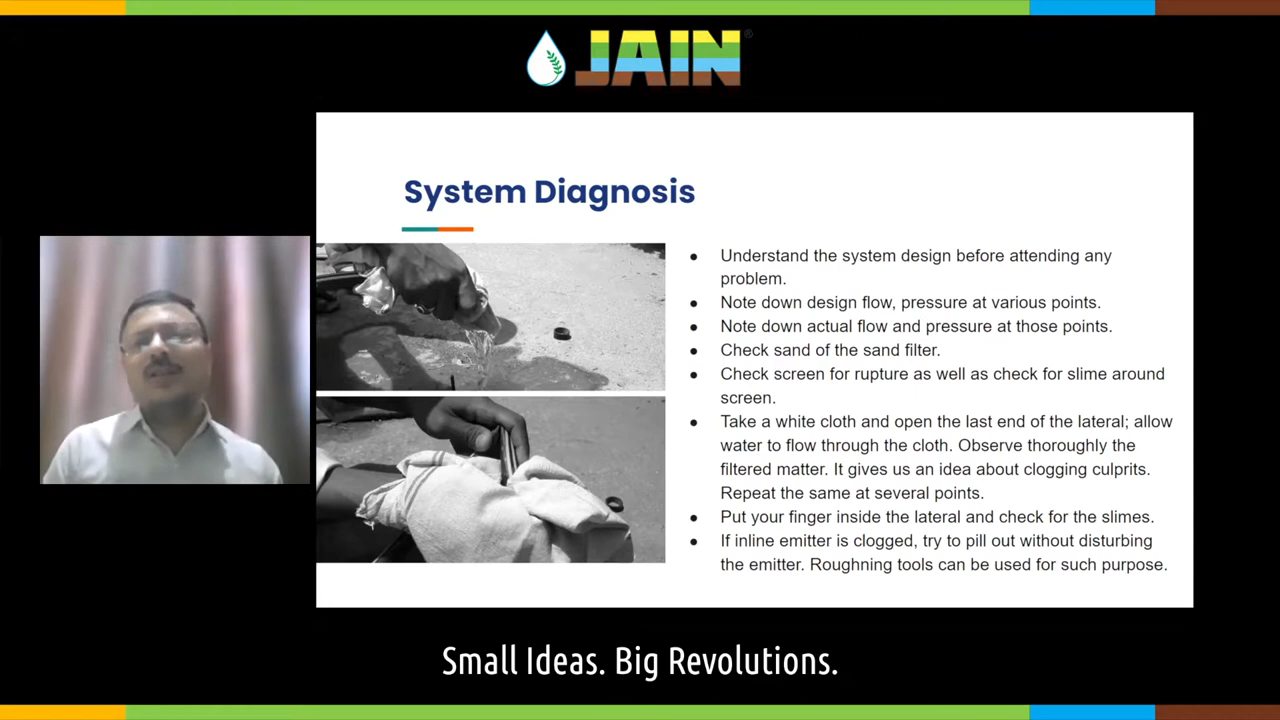 JAIN®
System Diagnosis
● Understand the system design before attending any
problem.
● Note down design flow, pressure at various points.
● Note down actual flow and pressure at those points.
● Check sand of the sand filter.
● Check screen for rupture as well as check for slime around
screen.
● Take a white cloth and open the last end of the lateral; allow
water to flow through the cloth. Observe thoroughly the
filtered matter. It gives us an idea about clogging culprits.
Repeat the same at several points.
● Put your finger inside the lateral and check for the slimes.
● If inline emitter is clogged, try to pill out without disturbing
the emitter. Roughning tools can be used for such purpose.
Small Ideas. Big Revolutions.